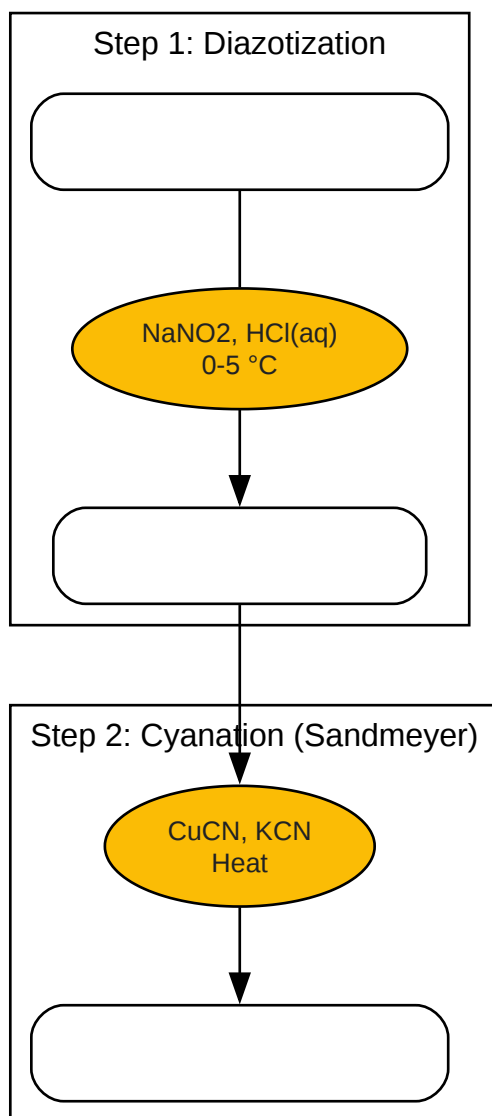 Step 1: Diazotization
NaNO2, HCl(aq)
0-5 °C
Step 2: Cyanation (Sandmeyer)
CuCN, KCN
Heat